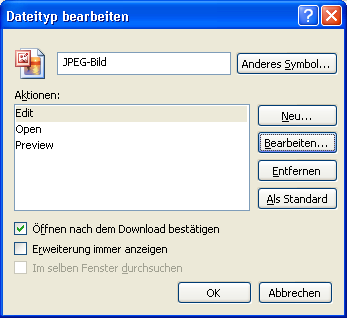 Dateityp bearbeiten
JPEG-Bild
Anderes Symbol...
Aktionen:
Edit
Open
Preview
Neu...
Bearbeiten...
Entfernen
Als Standard
Öffnen nach dem Download bestätigen
Erweiterung immer anzeigen
Im selben Fenster durchsuchen
OK
Abbrechen